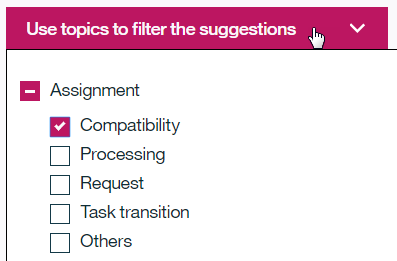 Use topics to filter the suggestions
Assignment
Compatibility
Processing
Request
Task transition
Others